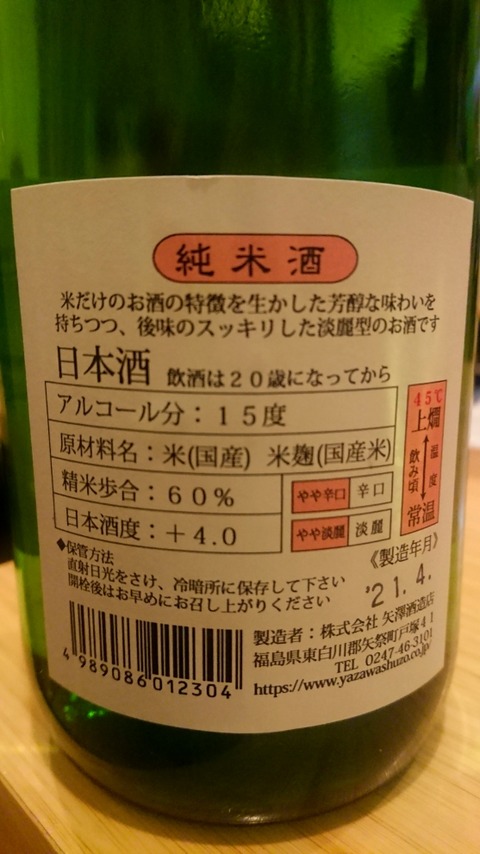 純米酒
米だけのお酒の特徴を生かした芳醇な味わいを
持ちつつ、後味のスッキリした淡麗型のお酒です
日本酒 飲酒は20歳になってから
アルコール分：15度
原材料名：米(国産) 米麹(国産米)
精米歩合：60％
日本酒度：＋4.0
やや辛口 辛口
やや淡麗 淡麗
45℃
上燗
飲み頃
温度
常温
◆保管方法
直射日光をさけ、冷暗所に保存して下さい
開栓後はお早めにお召し上がりください
《製造年月》
'21.4.
製造者：株式会社 矢澤酒造店
福島県東白川郡矢祭町戸塚41
TEL 0247-46-3101
https://www.yazawashuzo.co.jp/
4 989086 012304